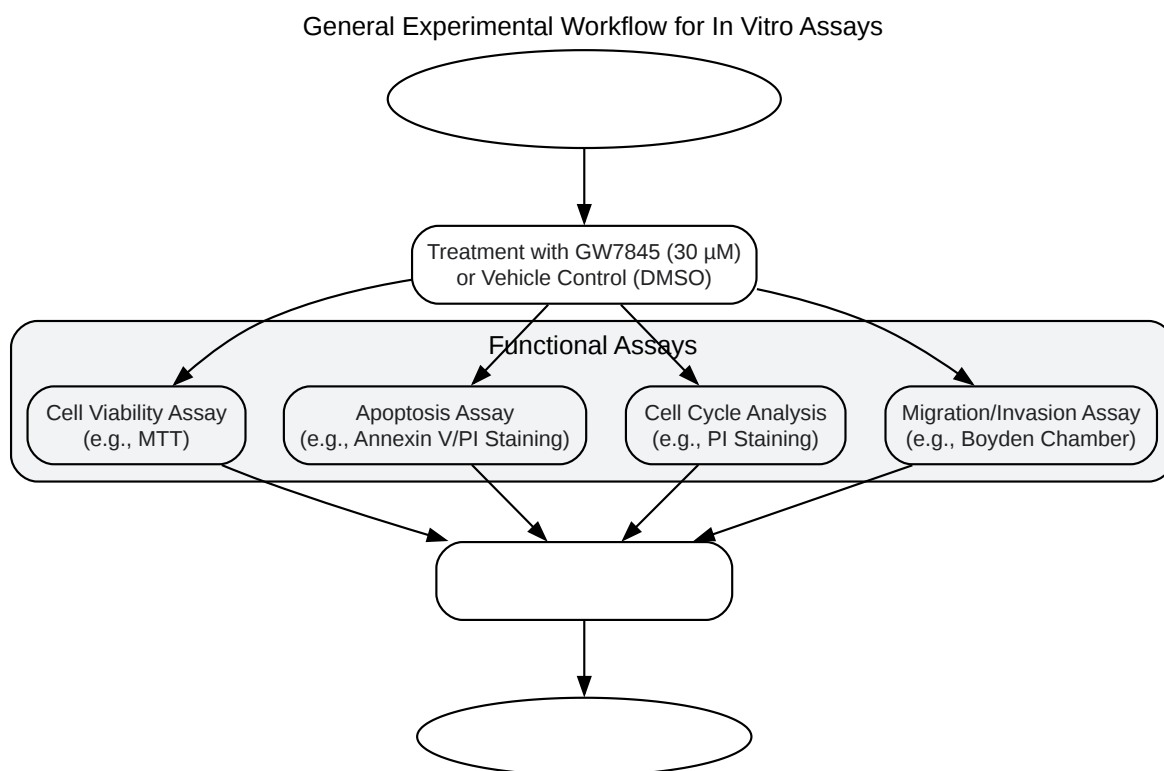 General Experimental Workflow for In Vitro Assays
Treatment with GW7845 (30 µM)
or Vehicle Control (DMSO)
Functional Assays
Cell Viability Assay
(e.g., MTT)
Apoptosis Assay
(e.g., Annexin V/PI Staining)
Cell Cycle Analysis
(e.g., PI Staining)
Migration/Invasion Assay
(e.g., Boyden Chamber)